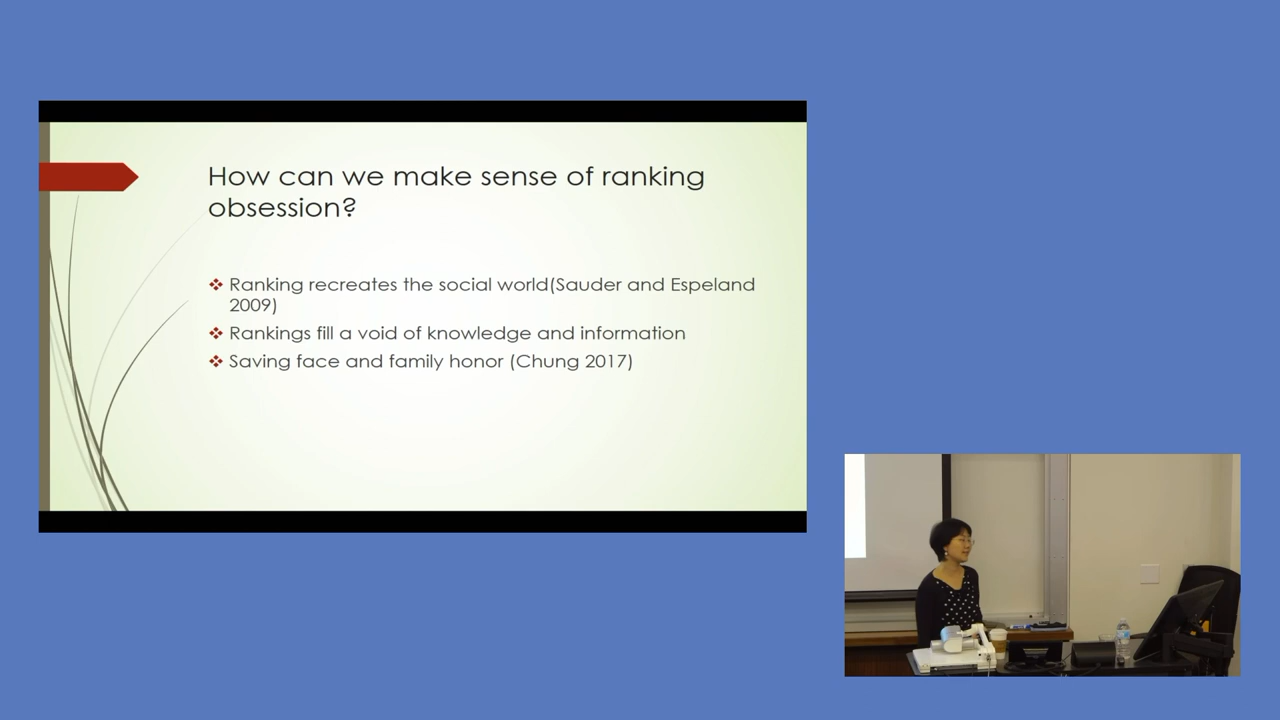 How can we make sense of ranking
obsession?
Ranking recreates the social world(Sauder and Espeland
2009)
Rankings fill a void of knowledge and information
Saving face and family honor (Chung 2017)